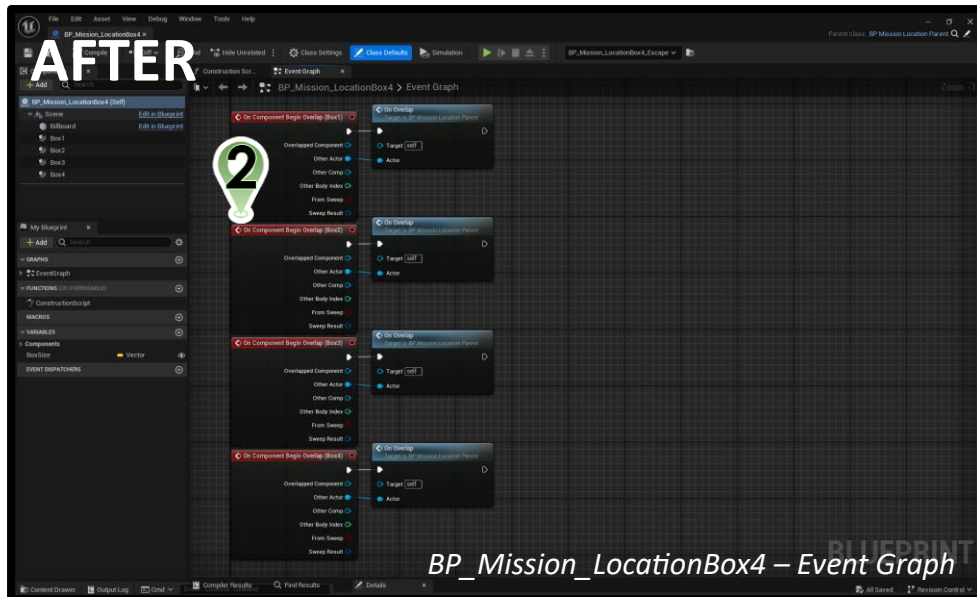 File Edit Asset View Debug Window Tools Help
BP_Mission_LocationBox4 ×
Parent class: BP Mission Location Parent
AFTER
Compile
Diff
Hide Unrelated
Class Settings
Class Defaults
Simulation
BP_Mission_LocationBox4_Escape
+ Add
Search
BP_Mission_LocationBox4 (Self)
Scene Edit in Blueprint
Billboard Edit in Blueprint
Box1
Box2
Box3
Box4
My Blueprint ×
+ Add Search
GRAPHS
EventGraph
FUNCTIONS
ConstructionScript
MACROS
VARIABLES
Components
BoxSize Vector
EVENT DISPATCHERS
Construction Scr...
Event Graph ×
BP_Mission_LocationBox4 > Event Graph
2
On Component Begin Overlap (Box1)
Overlapped Component
Other Actor
Other Comp
Other Body Index
From Sweep
Sweep Result
On Overlap
Target is BP Mission Location Parent
Target self
Actor
On Component Begin Overlap (Box2)
Overlapped Component
Other Actor
Other Comp
Other Body Index
From Sweep
Sweep Result
On Overlap
Target is BP Mission Location Parent
Target self
Actor
On Component Begin Overlap (Box3)
Overlapped Component
Other Actor
Other Comp
Other Body Index
From Sweep
Sweep Result
On Overlap
Target is BP Mission Location Parent
Target self
Actor
On Component Begin Overlap (Box4)
Overlapped Component
Other Actor
Other Comp
Other Body Index
From Sweep
Sweep Result
On Overlap
Target is BP Mission Location Parent
Target self
Actor
BLUEPRINT
BP_Mission_LocationBox4 – Event Graph
Compiler Results
Find Results
Details ×
Content Drawer
Output Log
Cmd
All Saved
Revision Control